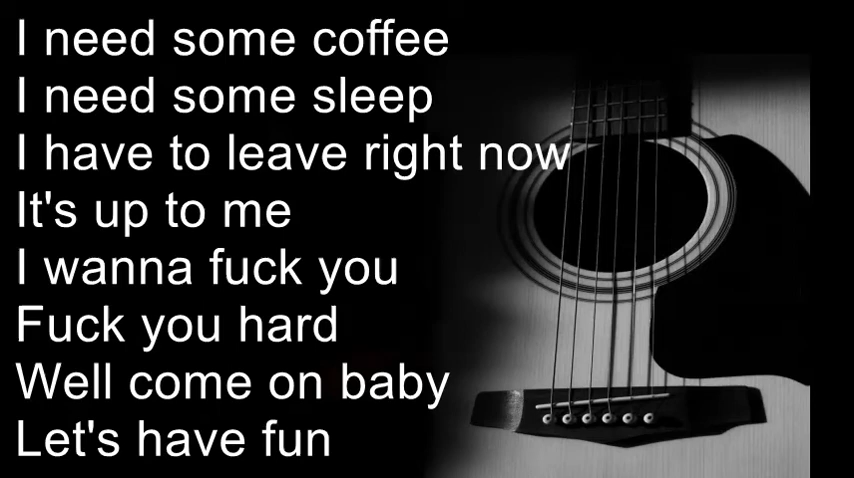 I need some coffee
I need some sleep
I have to leave right now
It's up to me
I wanna fuck you
Fuck you hard
Well come on baby
Let's have fun